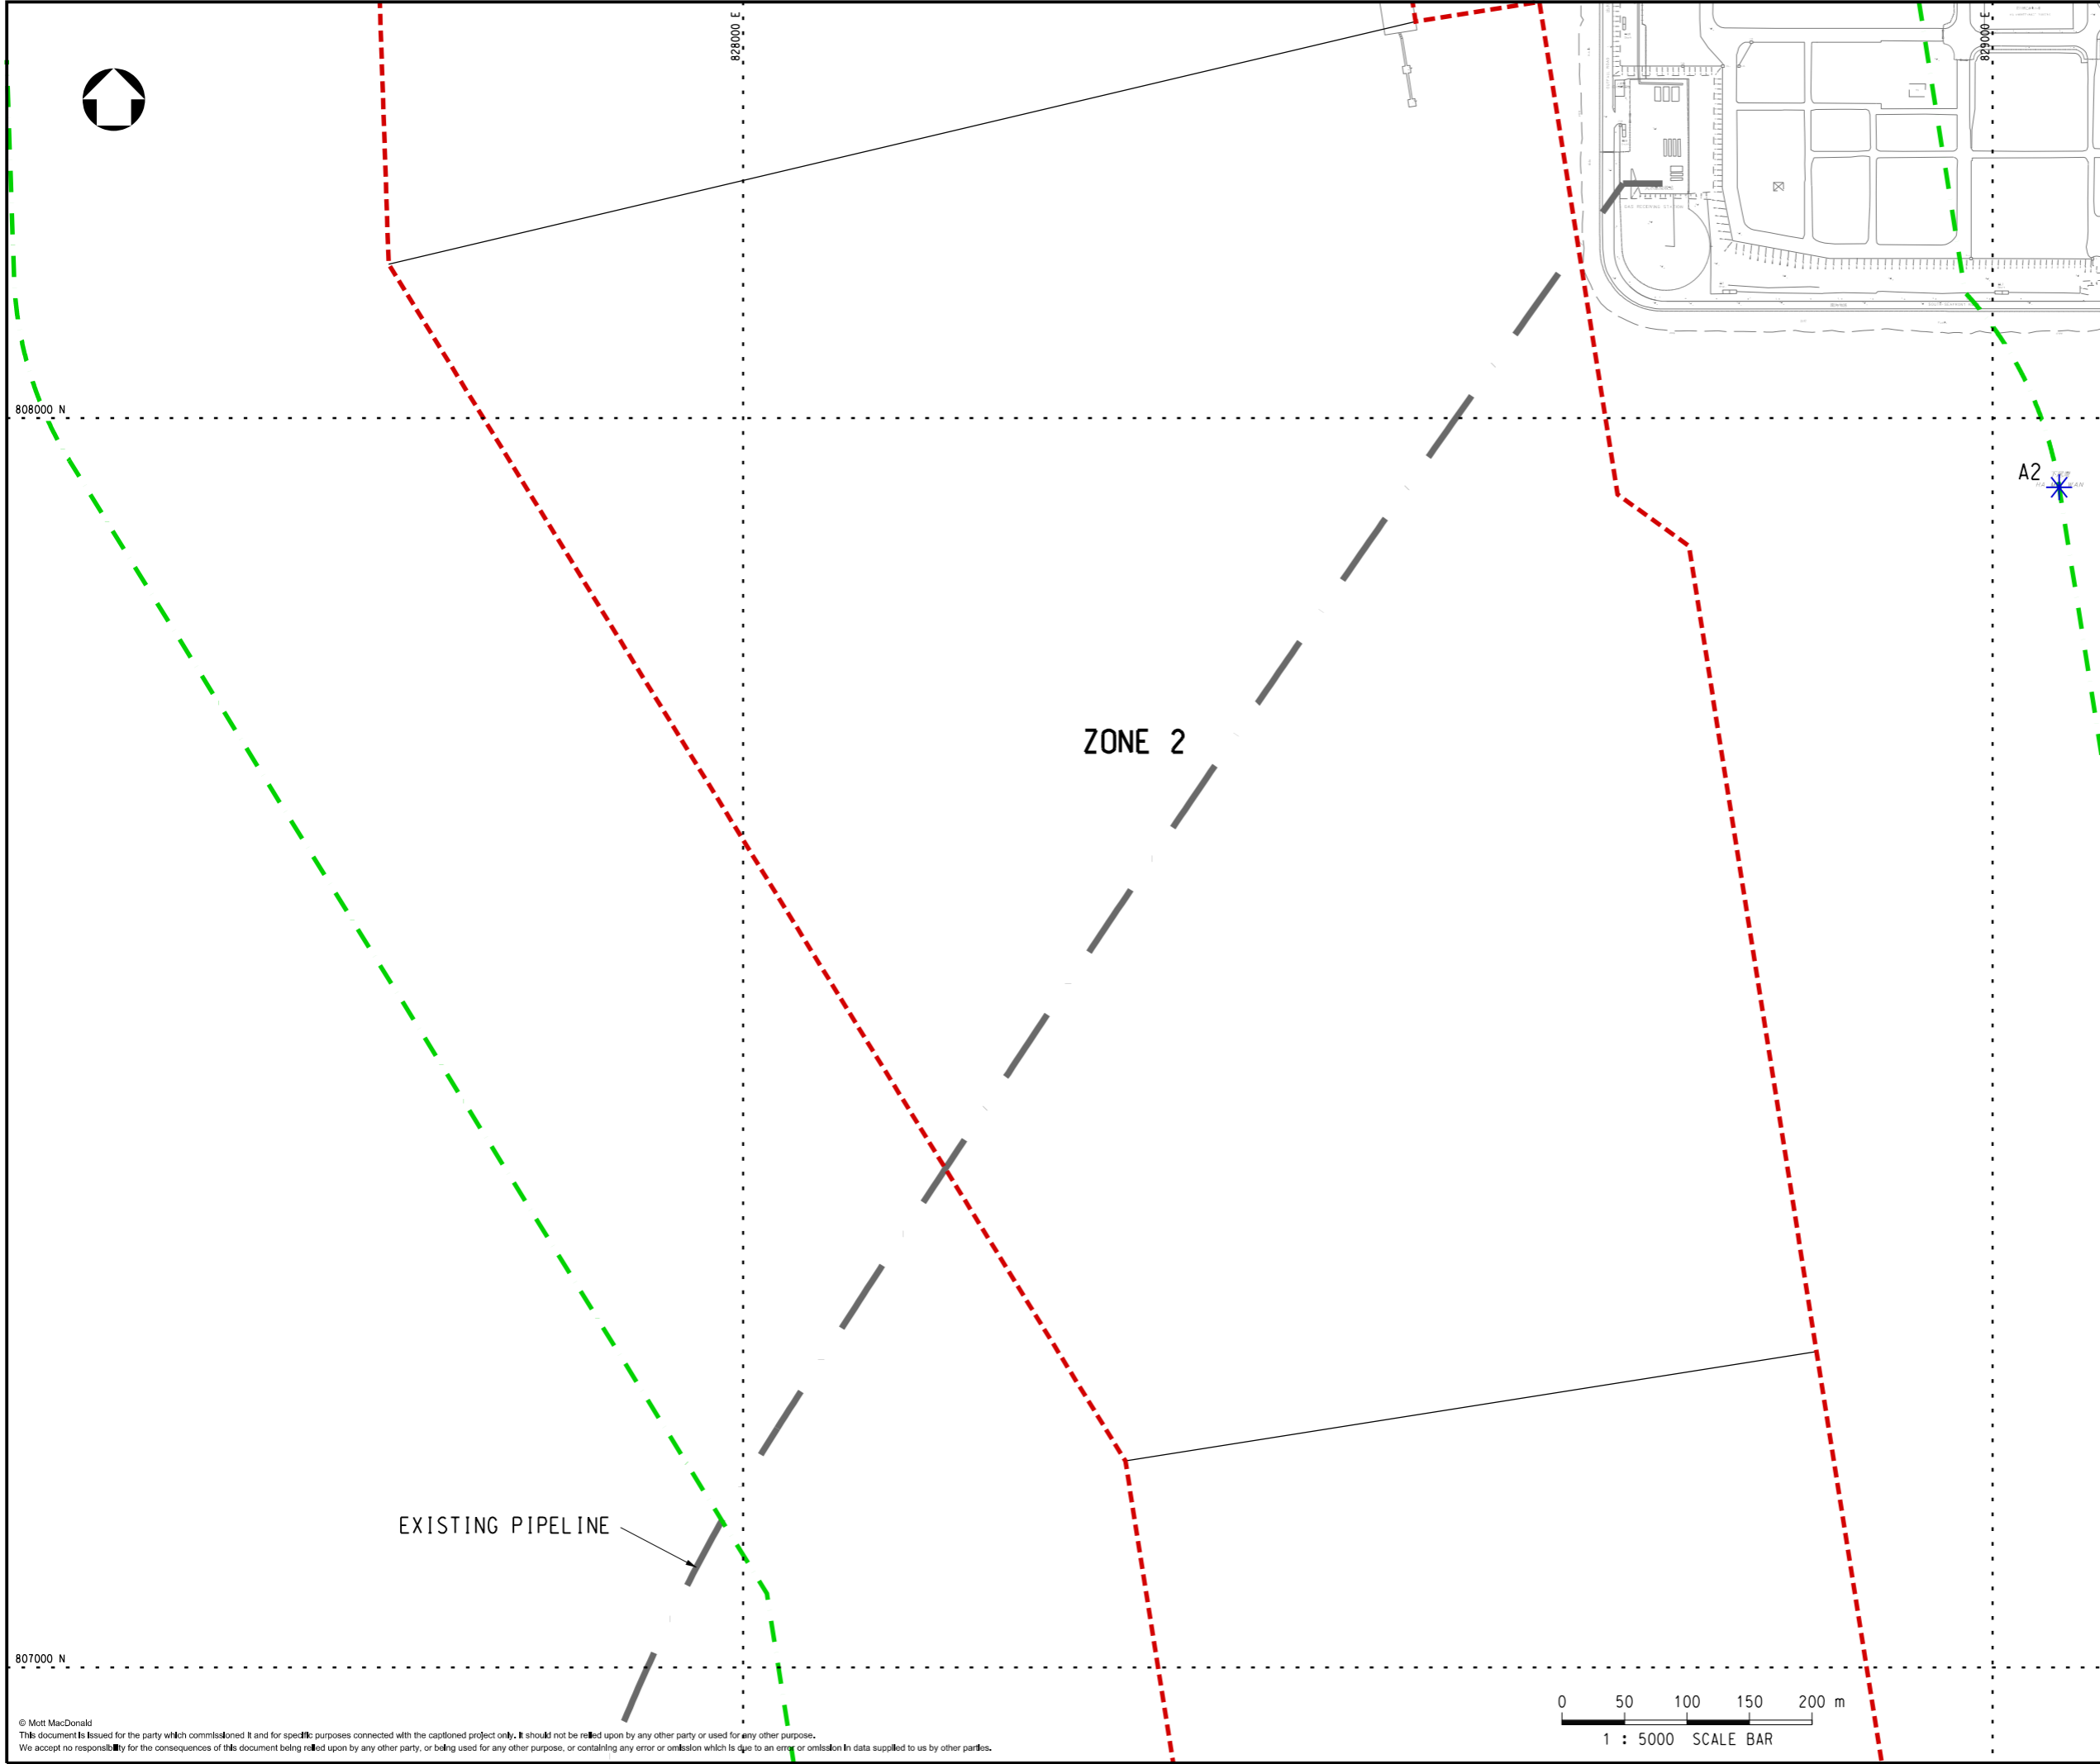 828000 E
829000 E
GAS RECEIVING STATION
808000 N
A2
ZONE 2
EXISTING PIPELINE
807000 N
0 50 100 150 200 m
1 : 5000 SCALE BAR
© Mott MacDonald
This document is issued for the party which commissioned it and for specific purposes connected with the captioned project only. It should not be relied upon by any other party or used for any other purpose.
We accept no responsibility for the consequences of this document being relied upon by any other party, or being used for any other purpose, or containing any error or omission which is due to an error or omission in data supplied to us by other parties.